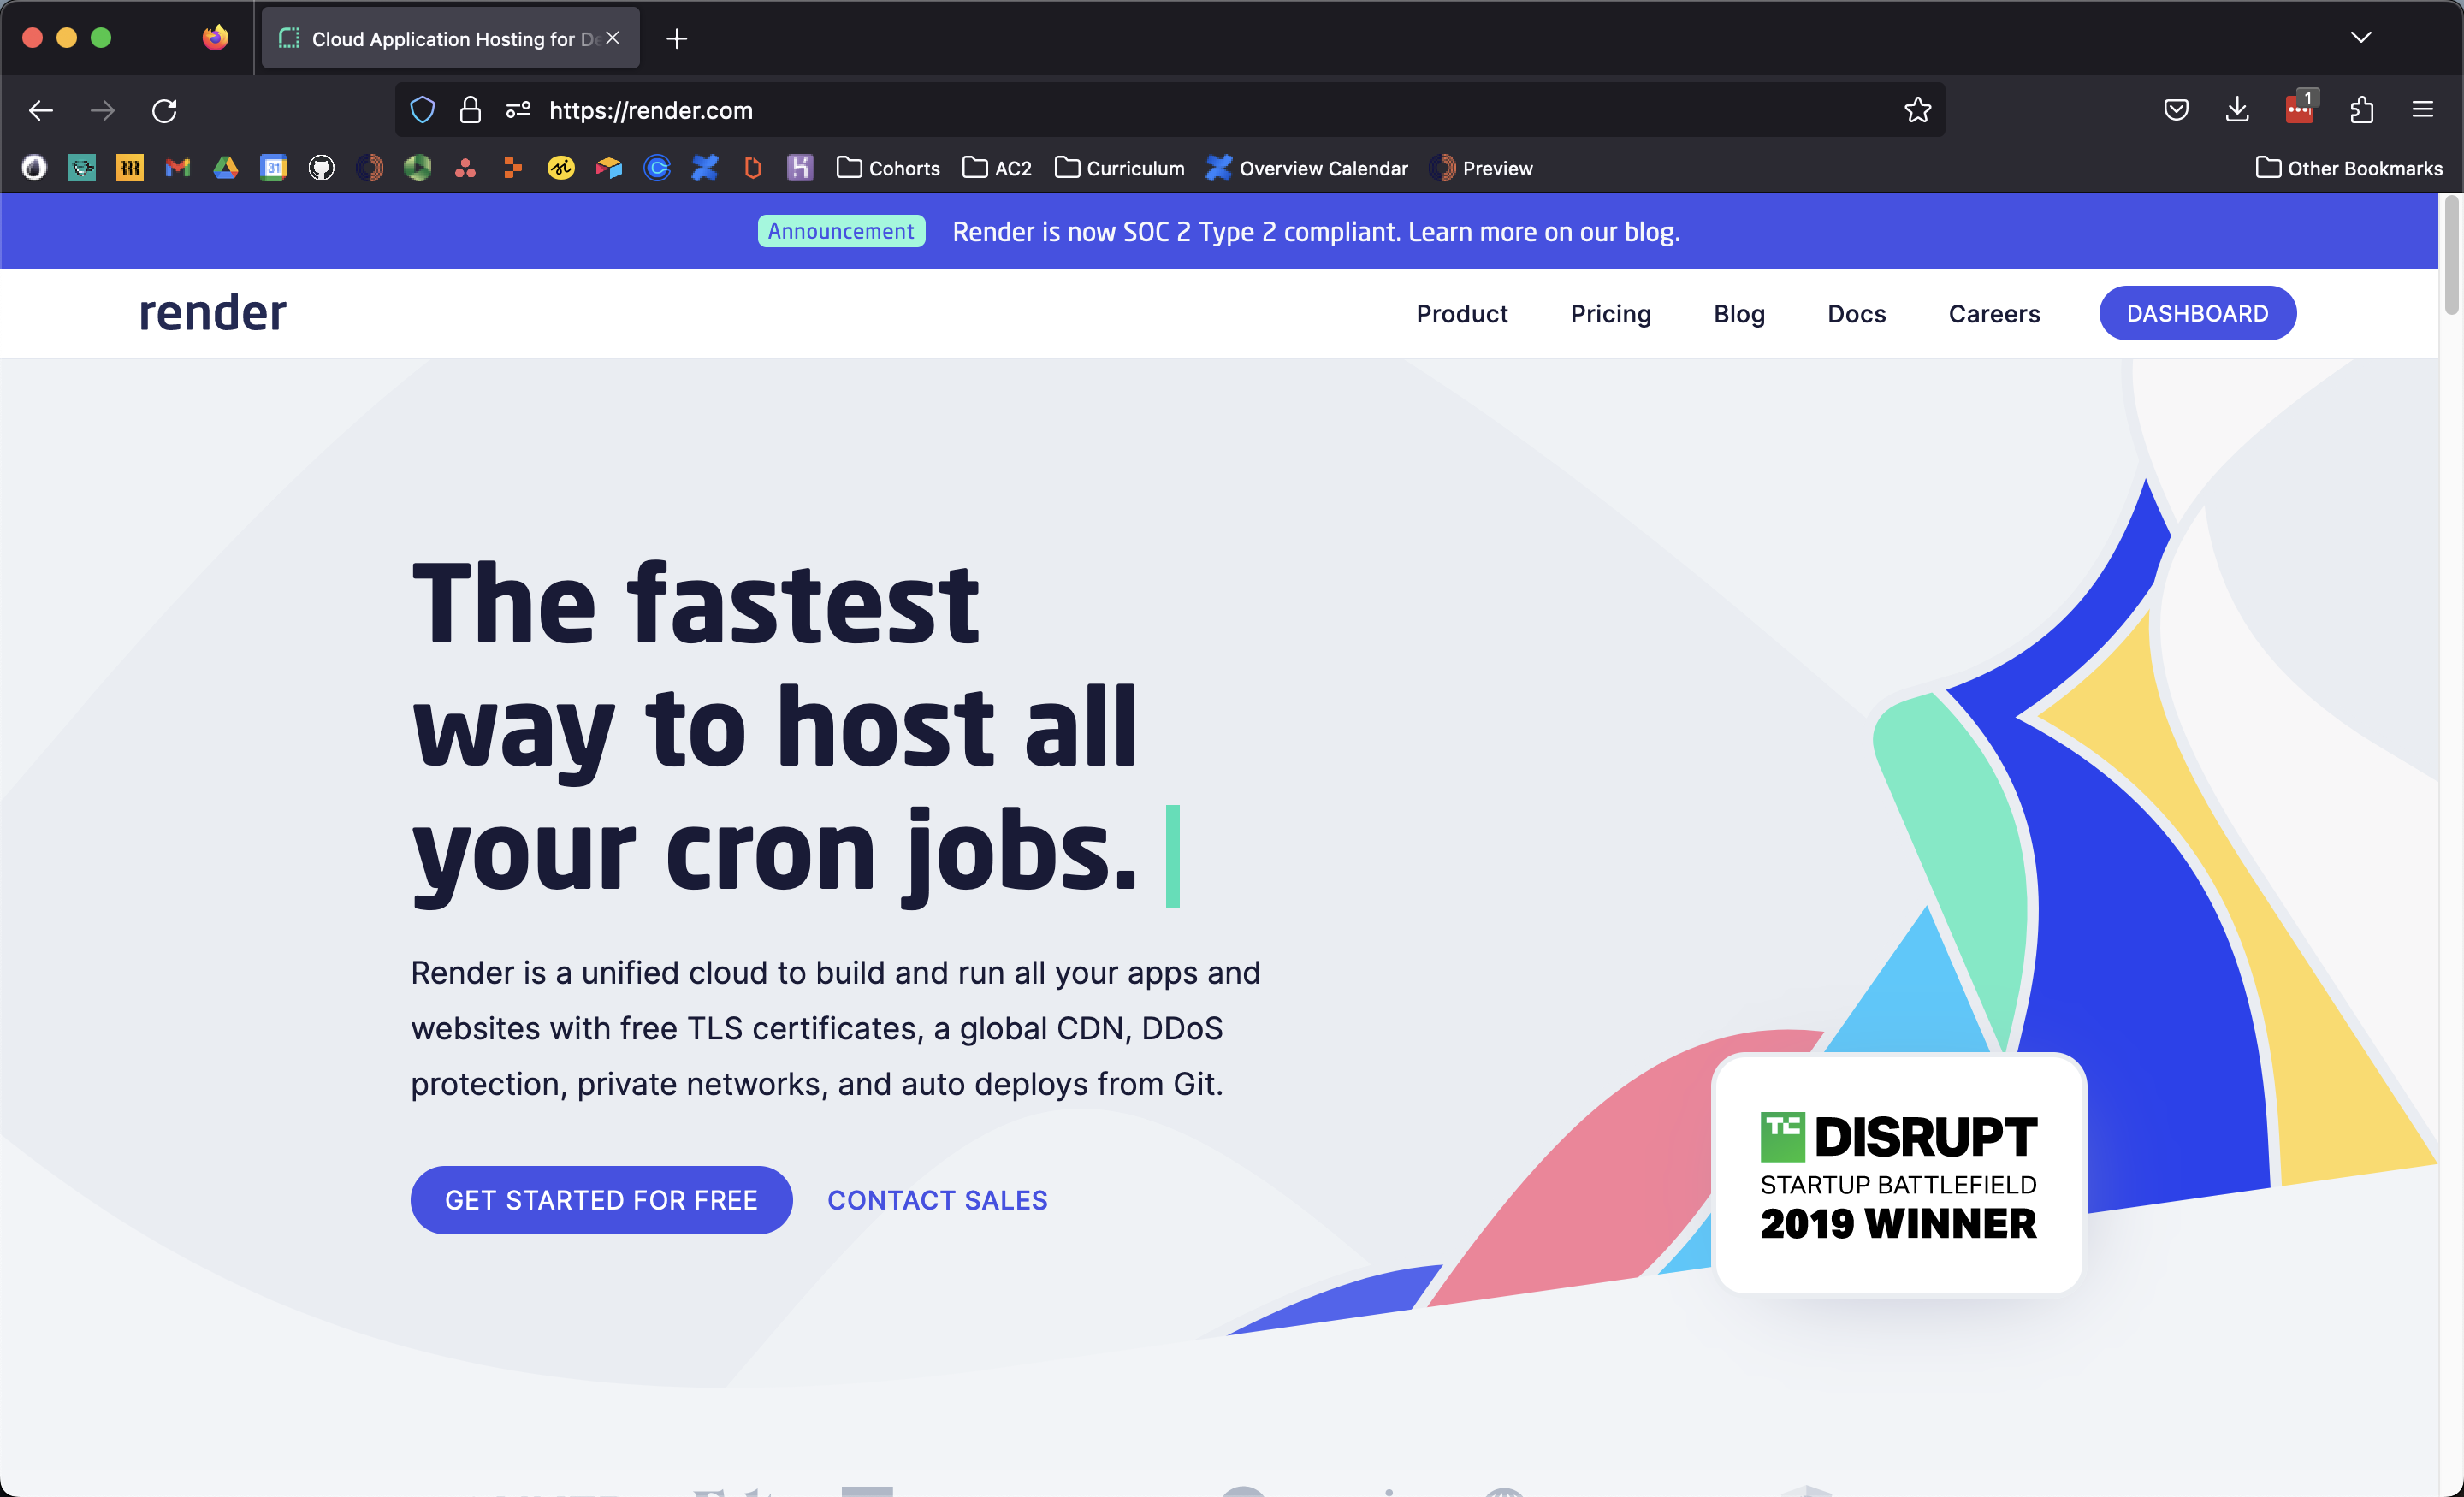 Cloud Application Hosting for De
https://render.com
1
31
Cohorts
AC2
Curriculum
Overview Calendar
Preview
Other Bookmarks
Announcement
Render is now SOC 2 Type 2 compliant. Learn more on our blog.
render
Product
Pricing
Blog
Docs
Careers
DASHBOARD
The fastest
way to host all
your cron jobs.
Render is a unified cloud to build and run all your apps and
websites with free TLS certificates, a global CDN, DDoS
protection, private networks, and auto deploys from Git.
GET STARTED FOR FREE
CONTACT SALES
TC DISRUPT
STARTUP BATTLEFIELD
2019 WINNER